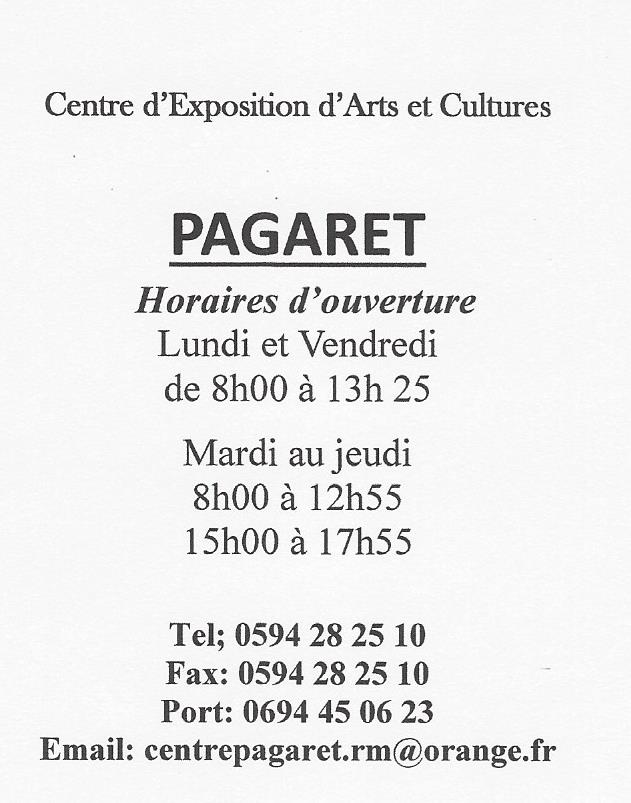 Centre d’Exposition d’Arts et Cultures
PAGARET
Horaires d’ouverture
Lundi et Vendredi
de 8h00 à 13h 25
Mardi au jeudi
8h00 à 12h55
15h00 à 17h55
Tel; 0594 28 25 10
Fax: 0594 28 25 10
Port: 0694 45 06 23
Email: centrepagaret.rm@orange.fr